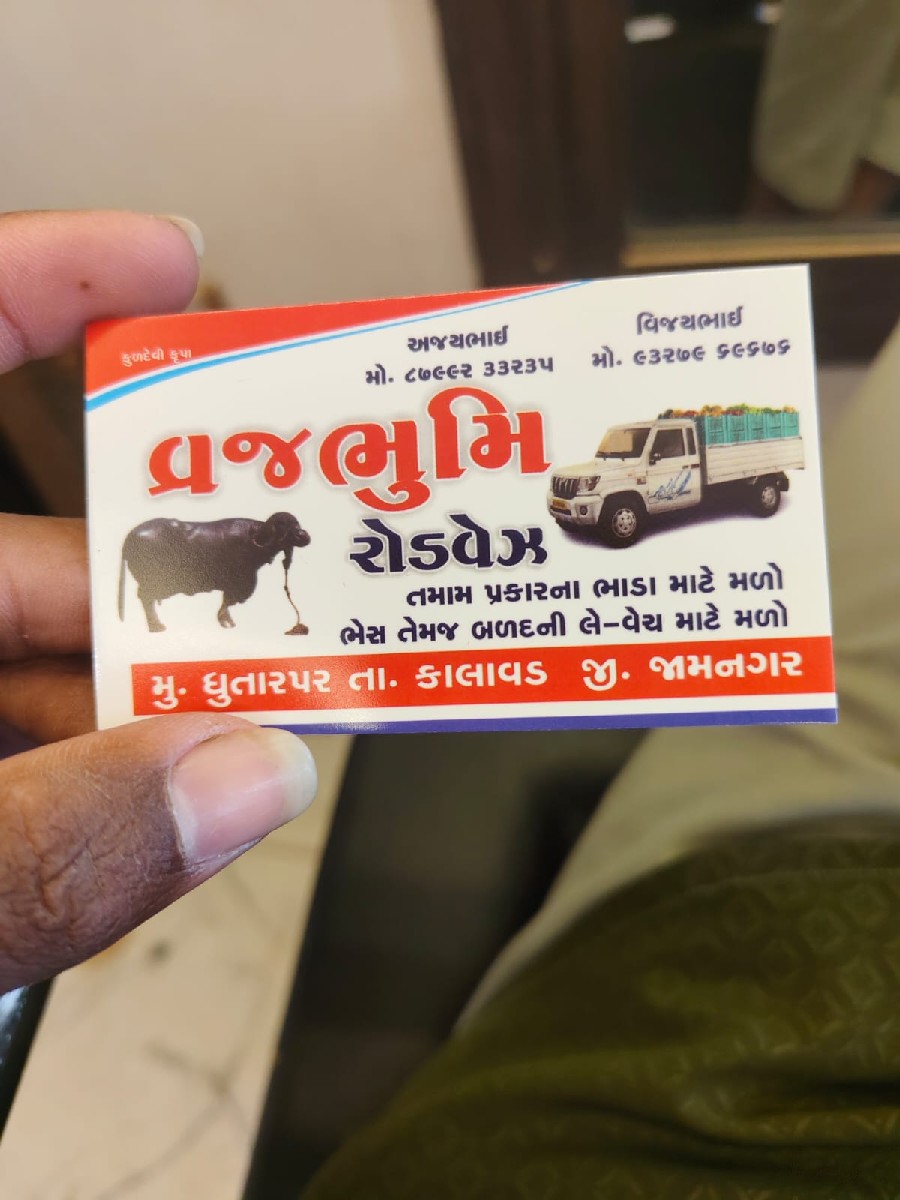 કુળદેવી કૃપા
અજયભાઈ
મો. ૮૭૯૯૨ ૩૩૨૩૫
વિજયભાઈ
મો. ૯૩૨૭૯ ૬૯૬૭૬
વ્રજભુમિ
રોડવેઝ
તમામ પ્રકારના ભાડા માટે મળો
ભેસ તેમજ બળદની લે-વેચ માટે મળો
મુ. ધુતારપર તા. કાલાવડ જી. જામનગર